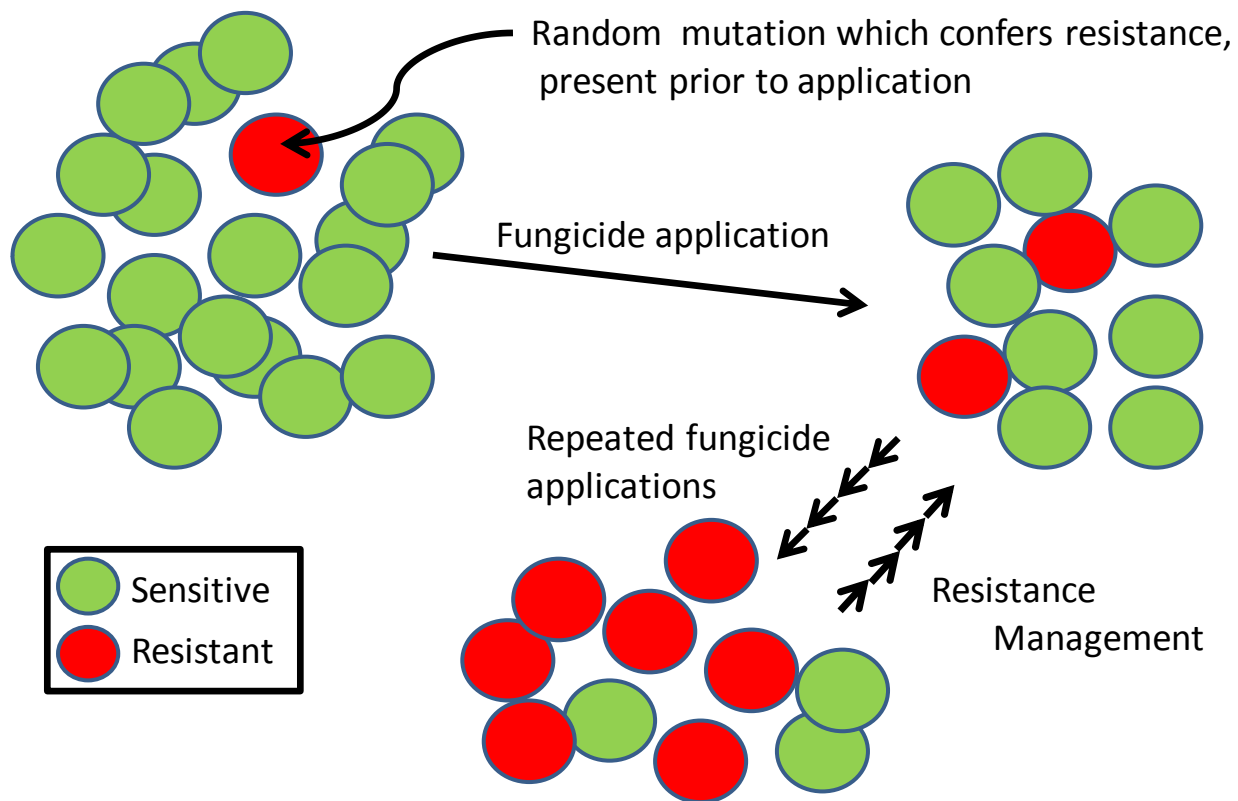 Random mutation which confers resistance,
present prior to application
Fungicide application
Repeated fungicide
applications
Resistance
Management
Sensitive
Resistant